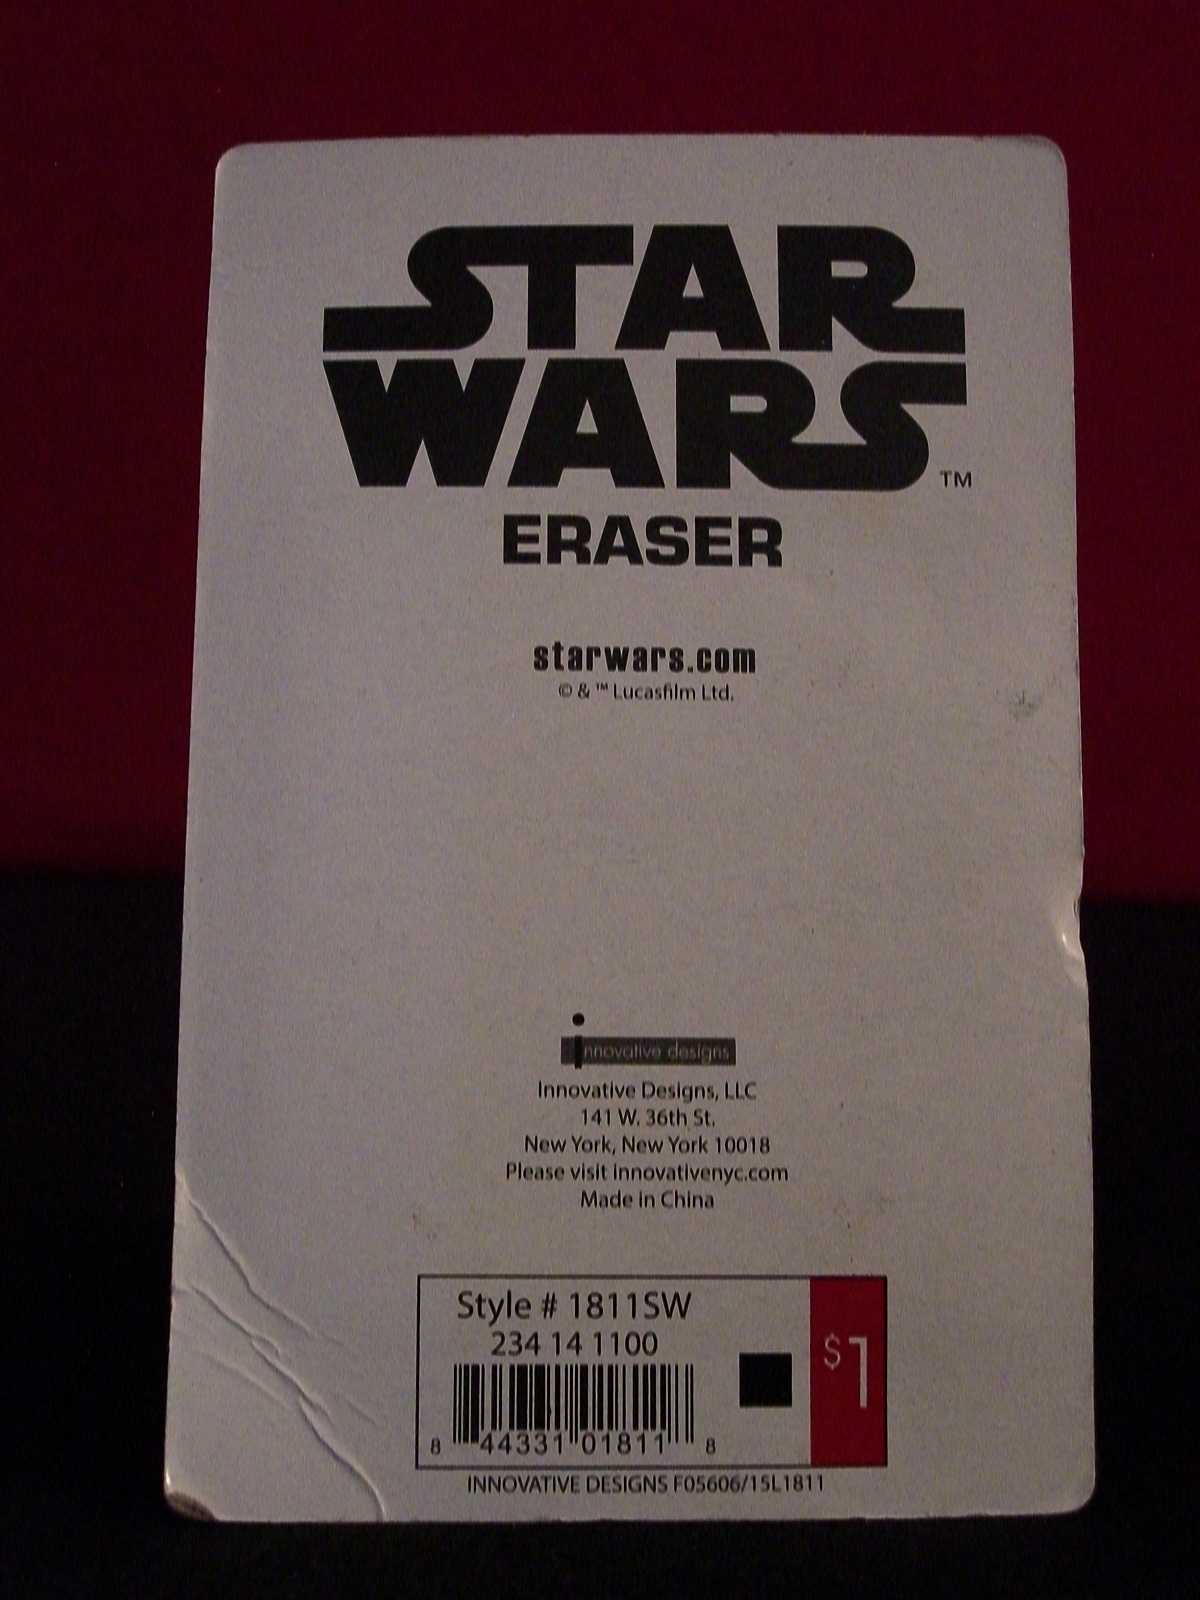 STAR
WARS™
ERASER
starwars.com
© & ™ Lucasfilm Ltd.
innovative designs
Innovative Designs, LLC
141 W. 36th St.
New York, New York 10018
Please visit innovativenyc.com
Made in China
Style # 1811SW
234 14 1100
$1
8 44331 01811 8
INNOVATIVE DESIGNS F05606/15L1811